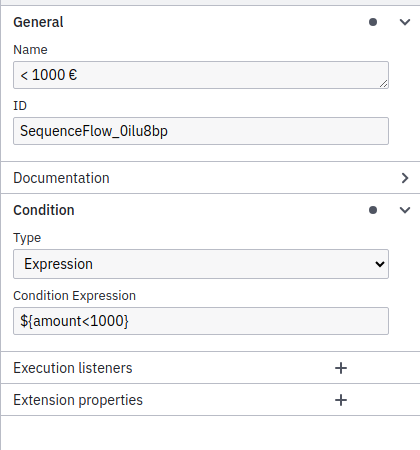 General
Name
< 1000 €
ID
SequenceFlow_0ilu8bp
Documentation
Condition
Type
Expression
Condition Expression
${amount<1000}
Execution listeners
Extension properties